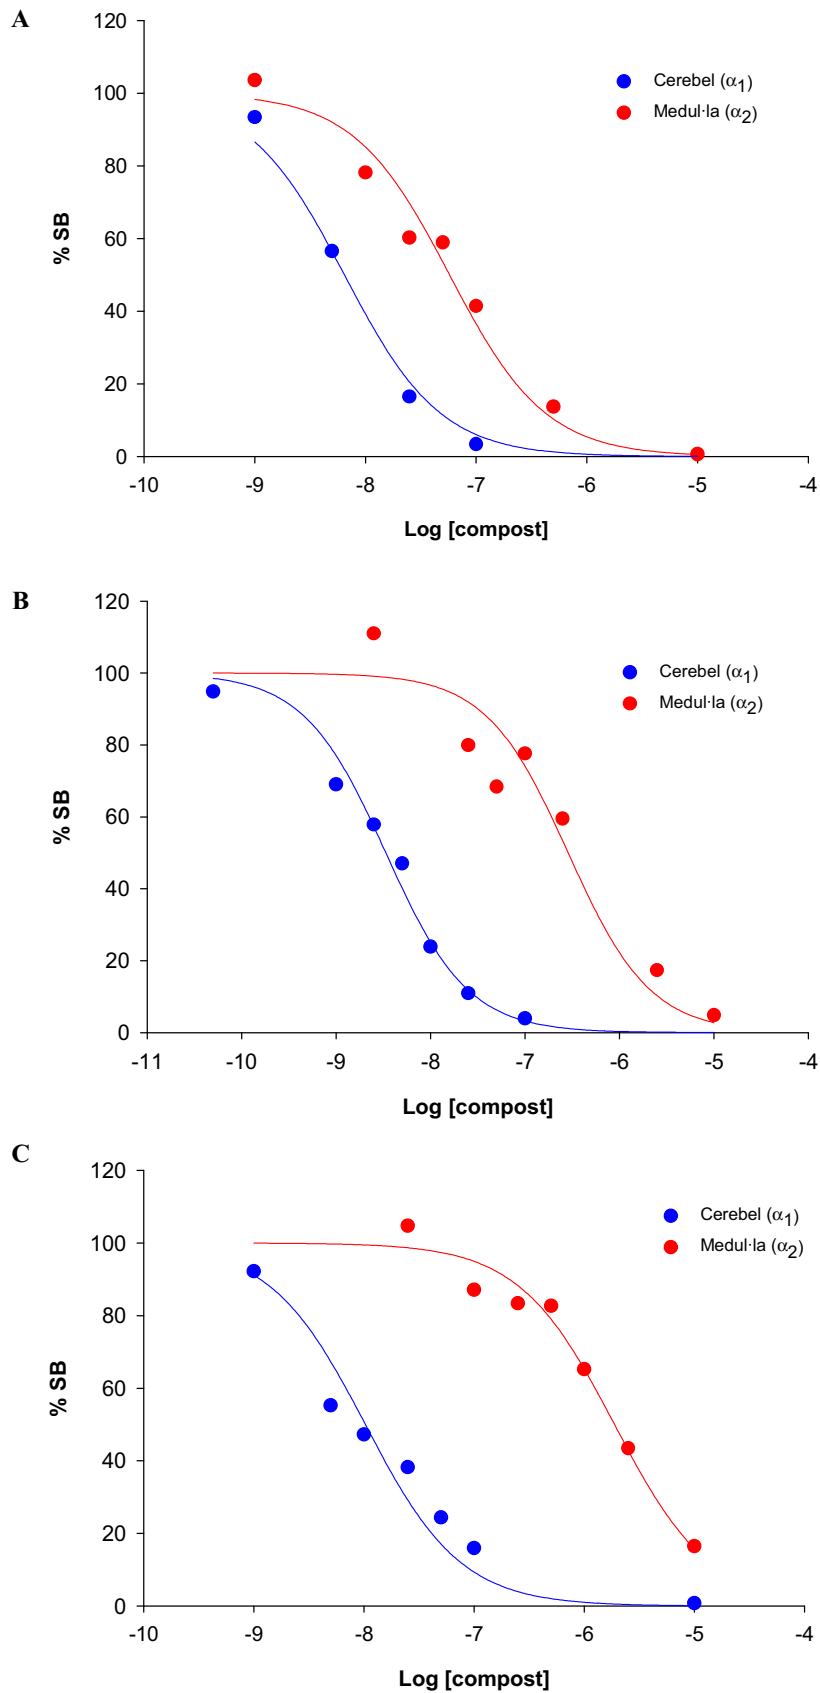 A
120
100
80
60
40
20
0
% SB
-10 -9 -8 -7 -6 -5 -4
Log [compost]
Cerebel (α1)
Medul·la (α2)
B
120
100
80
60
40
20
0
% SB
-11 -10 -9 -8 -7 -6 -5 -4
Log [compost]
Cerebel (α1)
Medul·la (α2)
C
120
100
80
60
40
20
0
% SB
-10 -9 -8 -7 -6 -5 -4
Log [compost]
Cerebel (α1)
Medul·la (α2)